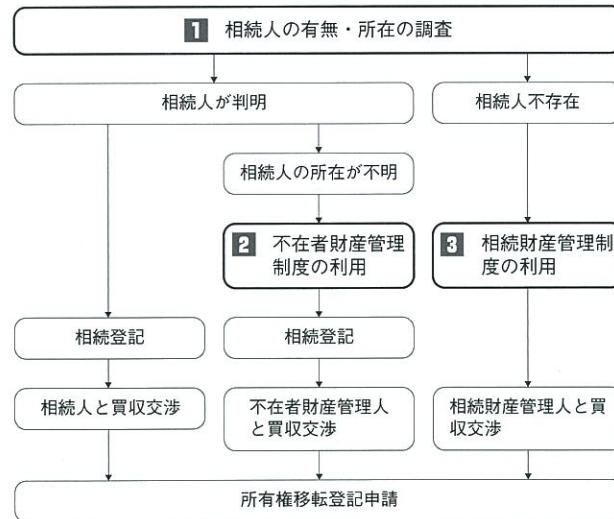 1 相続人の有無・所在の調査
相続人が判明
相続人不存在
相続人の所在が不明
2 不在者財産管理
制度の利用
3 相続財産管理制
度の利用
相続登記
相続登記
相続人と買収交渉
不在者財産管理人
と買収交渉
相続財産管理人と買
収交渉
所有権移転登記申請